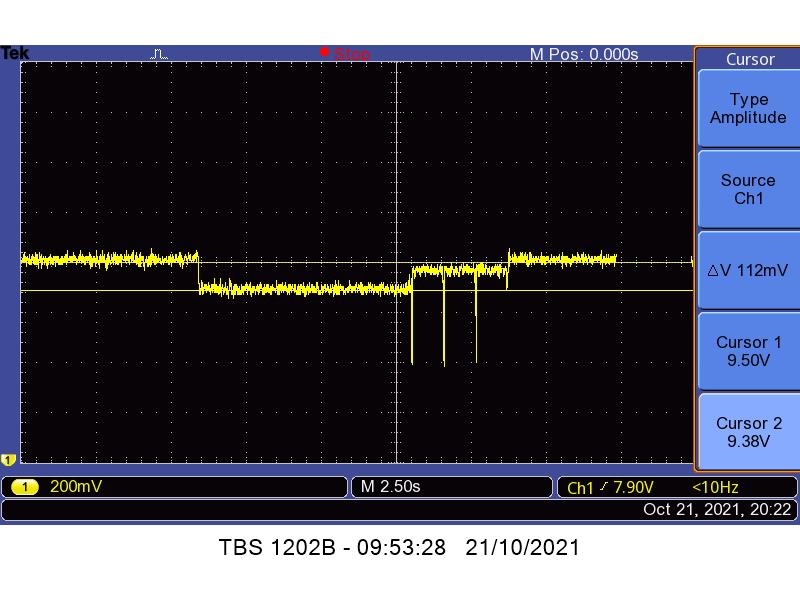 Tek Stop M Pos: 0.000s
Cursor
Type
Amplitude
Source
Ch1
△V 112mV
Cursor 1
9.50V
Cursor 2
9.38V
1
1 200mV M 2.50s Ch1 7.90V <10Hz
Oct 21, 2021, 20:22
TBS 1202B - 09:53:28 21/10/2021